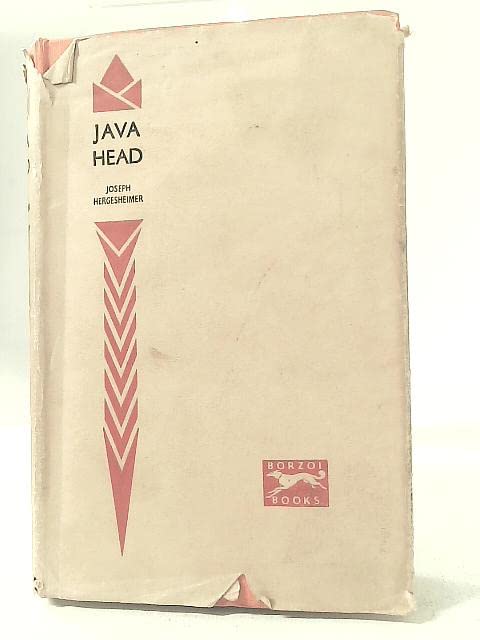 JAVA
HEAD
JOSEPH
HERGESHEIMER
BORZOI
BOOKS